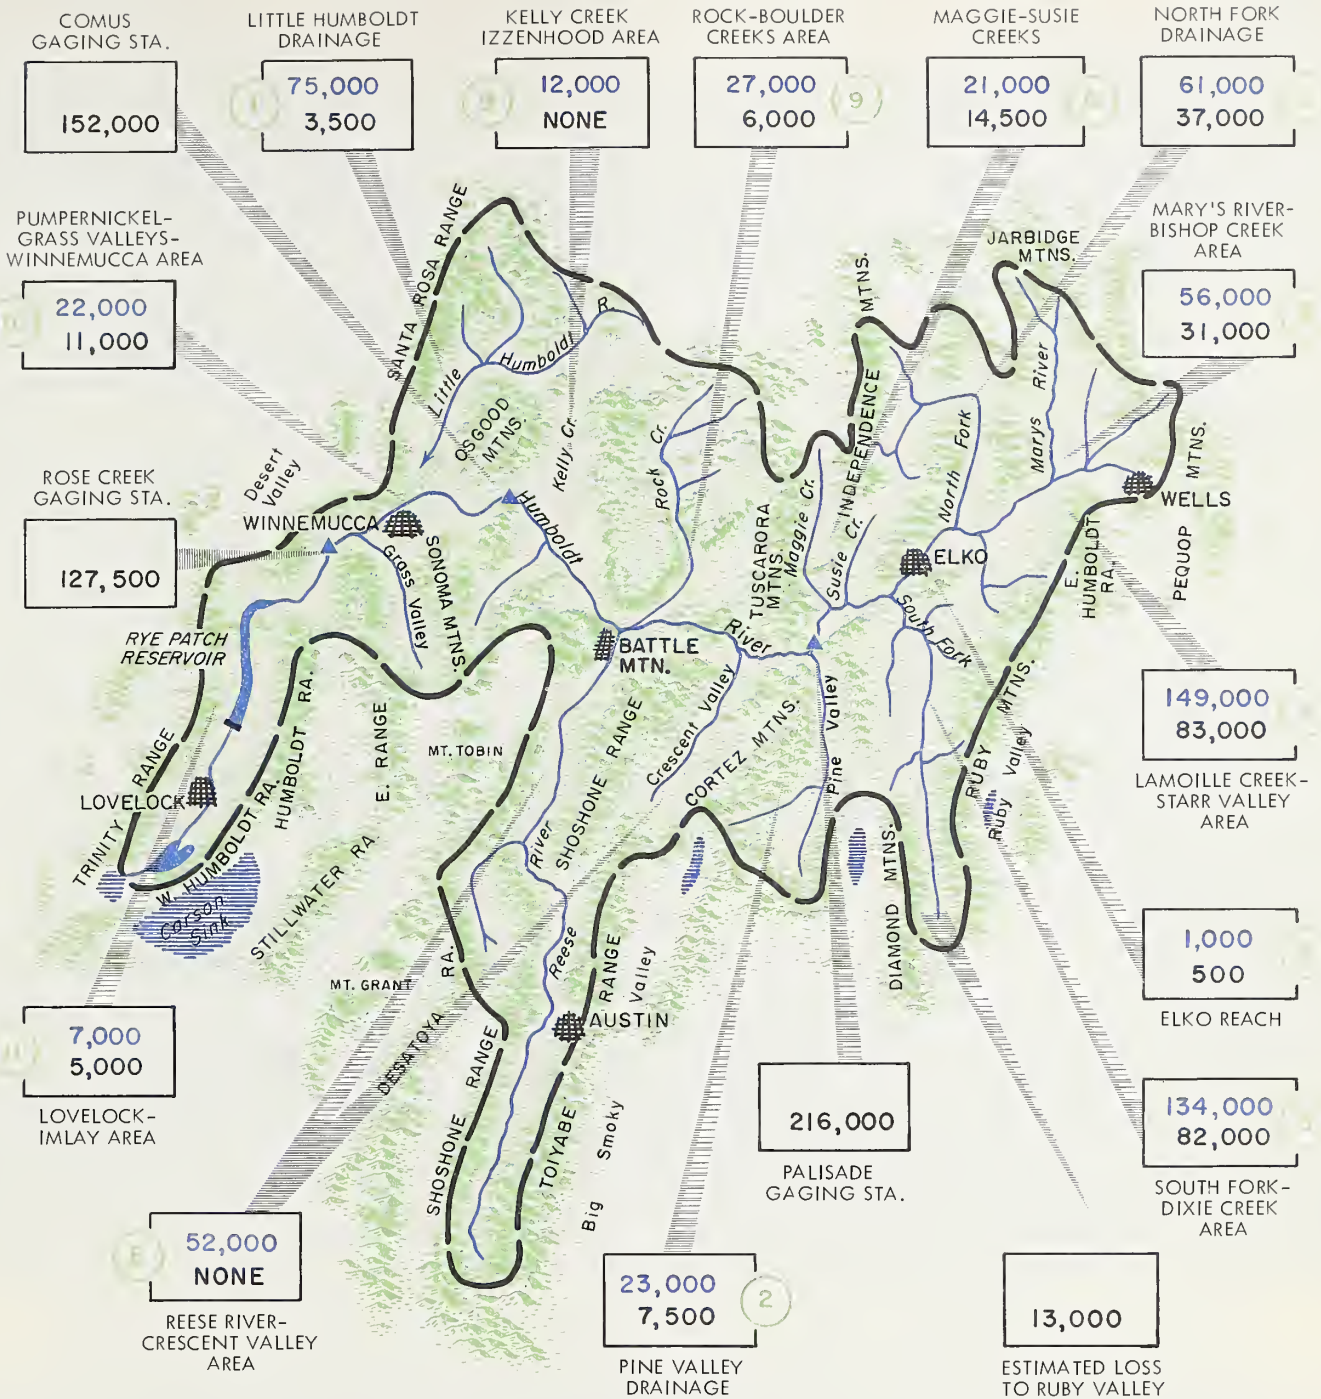 COMUS
GAGING STA.
152,000
LITTLE HUMBOLDT
DRAINAGE
75,000
3,500
KELLY CREEK
IZZENHOOD AREA
12,000
NONE
ROCK-BOULDER
CREEKS AREA
27,000
6,000
9
MAGGIE-SUSIE
CREEKS
21,000
14,500
NORTH FORK
DRAINAGE
61,000
37,000
PUMPERNICKEL-
GRASS VALLEYS-
WINNEMUCCA AREA
22,000
11,000
MARY'S RIVER-
BISHOP CREEK
AREA
56,000
31,000
ROSE CREEK
GAGING STA.
127,500
SANTA ROSA RANGE
JARBIDGE
MTNS.
INDEPENDENCE MTNS.
Little Humboldt R.
OSGOOD
MTNS.
Kelly Cr.
Rock Cr.
Maggie Cr.
Susie Cr.
TUSCARORA
MTNS.
North Fork
Marys River
Desert
Valley
WINNEMUCCA
Grass Valley
SONOMA MTNS.
Humboldt
River
BATTLE
MTN.
ELKO
South Fork
WELLS
PEQUOP MTNS.
E.
HUMBOLDT
RA.
RYE PATCH
RESERVOIR
TRINITY RANGE
LOVELOCK
W. HUMBOLDT RA.
HUMBOLDT RA.
E. RANGE
MT. TOBIN
Carson
Sink
STILLWATER RA.
MT. GRANT
DESATOYA RA.
SHOSHONE RANGE
SHOSHONE RANGE
Reese River
Crescent Valley
CORTEZ MTNS.
Pine Valley
DIAMOND MTNS.
RUBY MTNS.
Ruby Valley
AUSTIN
TOIYABE RANGE
Big Smoky Valley
149,000
83,000
LAMOILLE CREEK-
STARR VALLEY
AREA
1,000
500
ELKO REACH
134,000
82,000
SOUTH FORK-
DIXIE CREEK
AREA
7,000
5,000
LOVELOCK-
IMLAY AREA
216,000
PALISADE
GAGING STA.
8
52,000
NONE
REESE RIVER-
CRESCENT VALLEY
AREA
23,000
7,500
2
PINE VALLEY
DRAINAGE
13,000
ESTIMATED LOSS
TO RUBY VALLEY